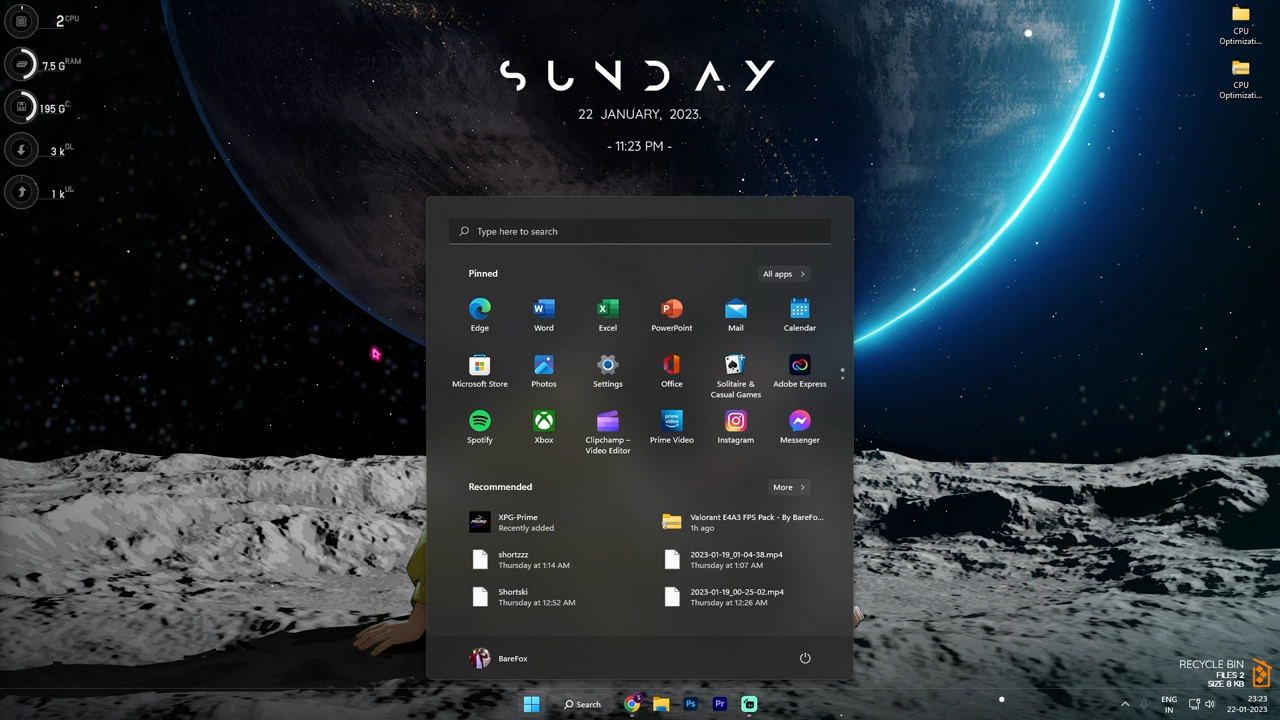 2 CPU
7.5 G RAM
195 G C:
3 k DL
1 k UL
SUNDAY
22 JANUARY, 2023.
- 11:23 PM -
CPU
Optimizati...
CPU
Optimizati...
Type here to search
Pinned
All apps
Edge
Word
Excel
PowerPoint
Mail
Calendar
Microsoft Store
Photos
Settings
Office
Solitaire &
Casual Games
Adobe Express
Spotify
Xbox
Clipchamp –
Video Editor
prime video
Prime Video
Instagram
Messenger
Recommended
More
XPG-Prime
Recently added
Valorant E4A3 FPS Pack - By BareFo...
1h ago
shortzzz
Thursday at 1:14 AM
2023-01-19_01-04-38.mp4
Thursday at 1:07 AM
Shortski
Thursday at 12:52 AM
2023-01-19_00-25-02.mp4
Thursday at 12:26 AM
BareFox
RECYCLE BIN
FILES 2
SIZE 8 KB
Search
Ps
Pr
ENG
IN
23:23
22-01-2023